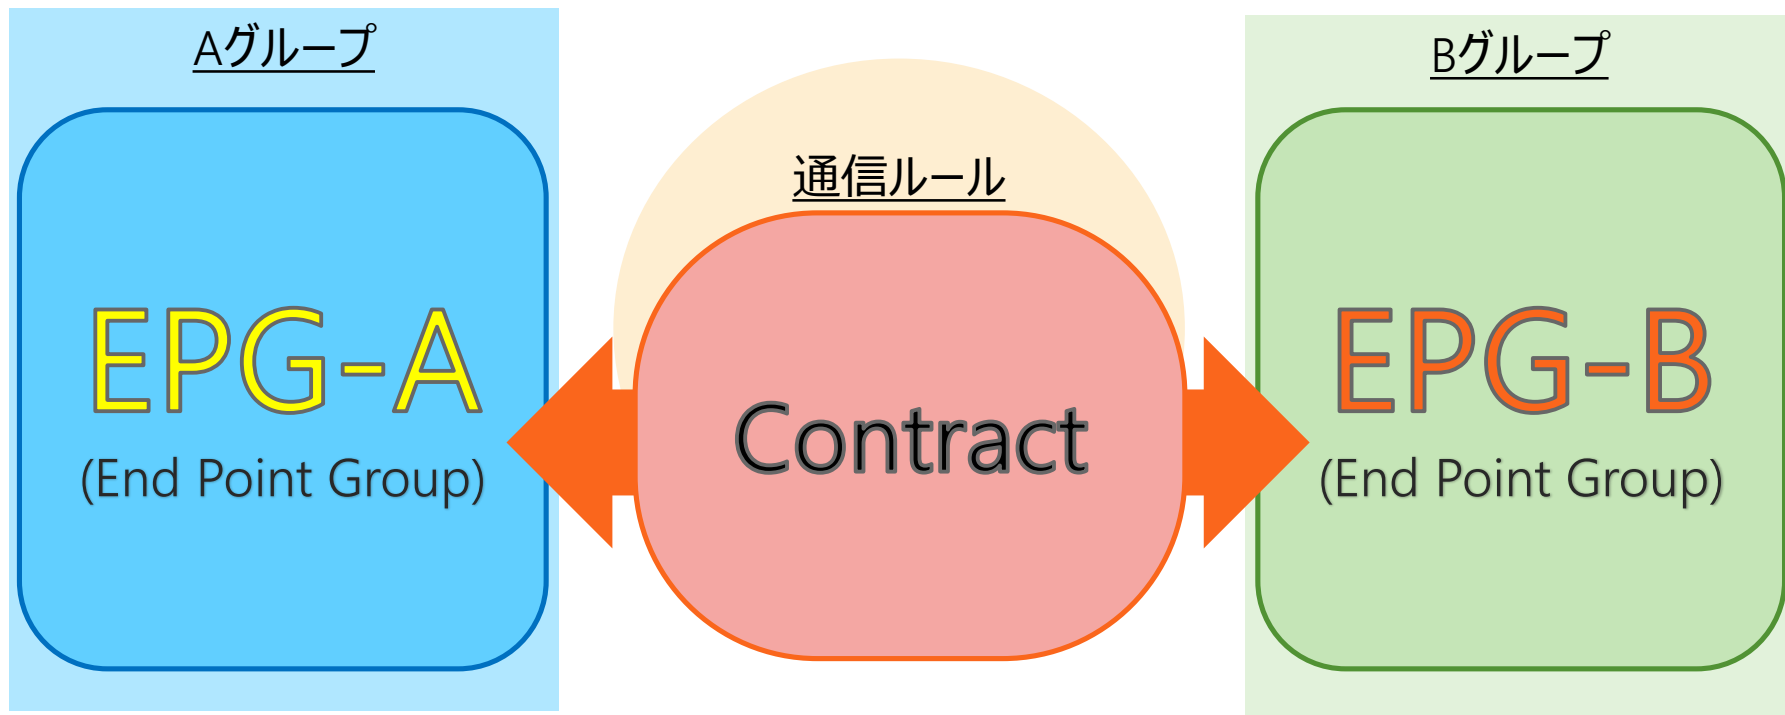 Aグループ
EPG-A
(End Point Group)
通信ルール
Contract
Bグループ
EPG-B
(End Point Group)